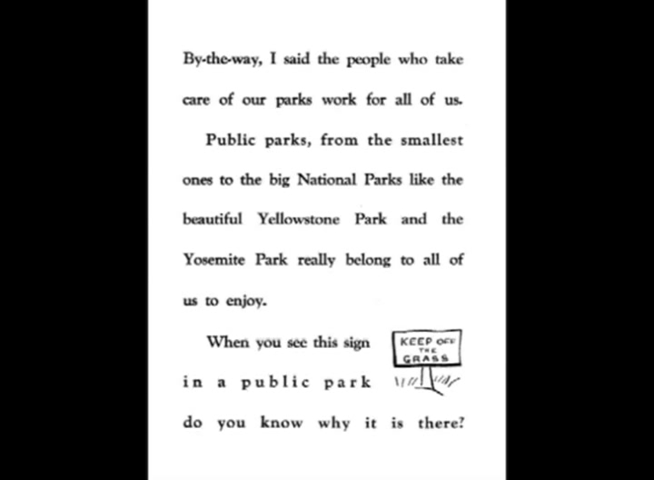 By-the-way, I said the people who take
care of our parks work for all of us.
Public parks, from the smallest
ones to the big National Parks like the
beautiful Yellowstone Park and the
Yosemite Park really belong to all of
us to enjoy.
When you see this sign
in a public park
do you know why it is there?
KEEP OFF
THE
GRASS